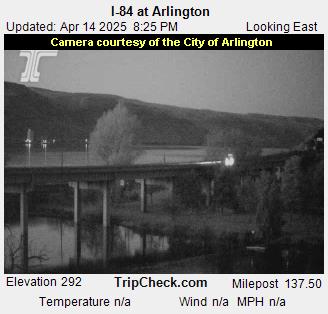 I-84 at Arlington
Updated: Apr 14 2025 8:25 PM Looking East
Camera courtesy of the City of Arlington
Elevation 292 TripCheck.com Milepost 137.50
Temperature n/a Wind n/a MPH n/a